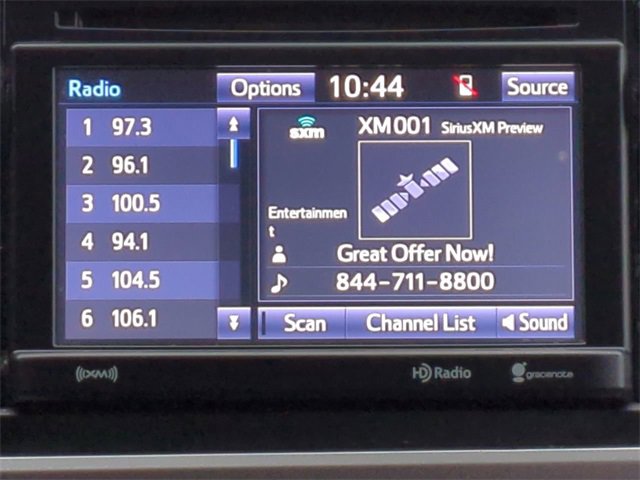 Radio Options 10:44 Source
1 97.3
2 96.1
3 100.5
4 94.1
5 104.5
6 106.1
sxm XM001 SiriusXM Preview
Entertainmen
t
Great Offer Now!
844-711-8800
Scan Channel List Sound
((XM)) HD Radio gracenote